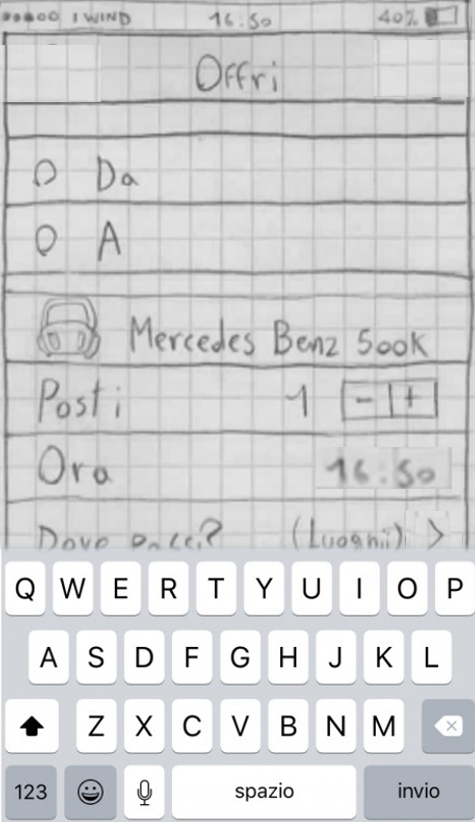 I WIND 16:50 40%
Offri
Da
A
Mercedes Benz 500K
Posti 1 - +
Ora 16:50
Dove passi? (Luoghi) >
Q W E R T Y U I O P
A S D F G H J K L
Z X C V B N M
123 spazio invio